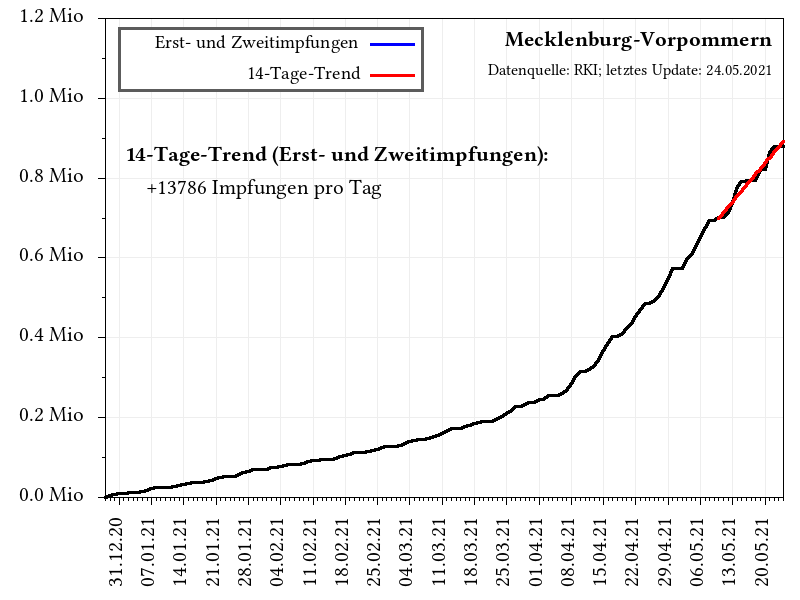 1.2 Mio
1.0 Mio
0.8 Mio
0.6 Mio
0.4 Mio
0.2 Mio
0.0 Mio
Erst- und Zweitimpfungen
14-Tage-Trend
Mecklenburg-Vorpommern
Datenquelle: RKI; letztes Update: 24.05.2021
14-Tage-Trend (Erst- und Zweitimpfungen):
+13786 Impfungen pro Tag
31.12.20
07.01.21
14.01.21
21.01.21
28.01.21
04.02.21
11.02.21
18.02.21
25.02.21
04.03.21
11.03.21
18.03.21
25.03.21
01.04.21
08.04.21
15.04.21
22.04.21
29.04.21
06.05.21
13.05.21
20.05.21